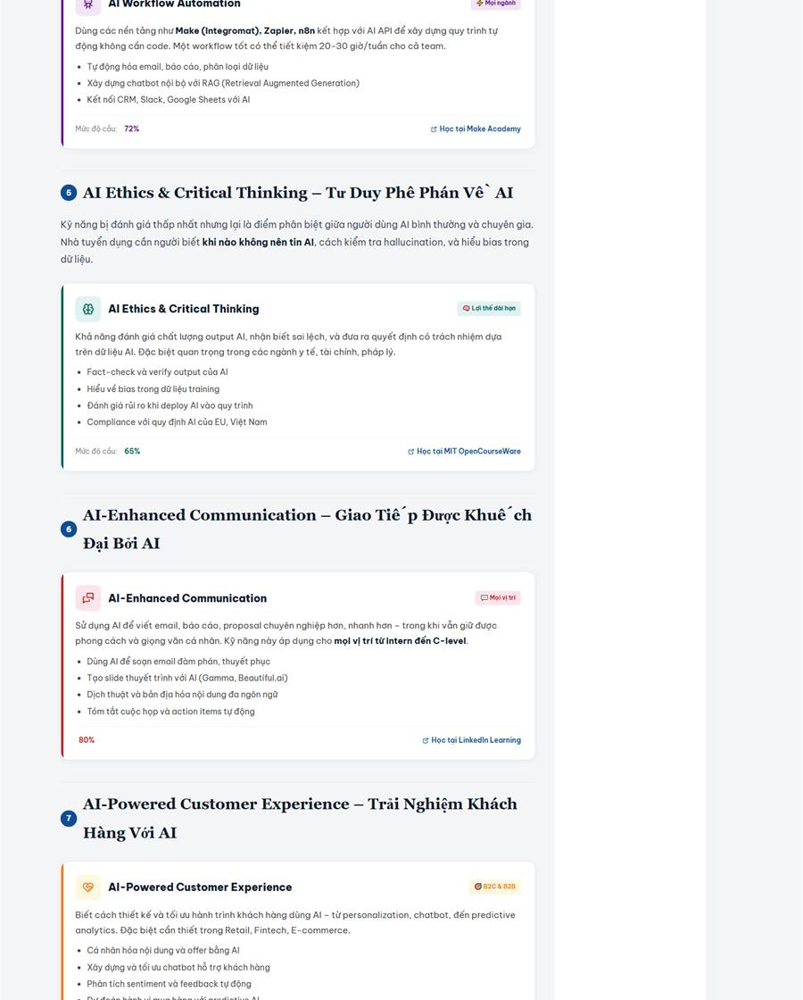 AI Workflow Automation
⚡ Mọi ngành
Dùng các nền tảng như Make (Integromat), Zapier, n8n kết hợp với AI API để xây dựng quy trình tự
động không cần code. Một workflow tốt có thể tiết kiệm 20-30 giờ/tuần cho cả team.
• Tự động hóa email, báo cáo, phân loại dữ liệu
• Xây dựng chatbot nội bộ với RAG (Retrieval Augmented Generation)
• Kết nối CRM, Slack, Google Sheets với AI
Mức độ cầu: 72%
Học tại Make Academy
5 AI Ethics & Critical Thinking – Tư Duy Phê Phán Về AI
Kỹ năng bị đánh giá thấp nhất nhưng lại là điểm phân biệt giữa người dùng AI bình thường và chuyên gia.
Nhà tuyển dụng cần người biết khi nào không nên tin AI, cách kiểm tra hallucination, và hiểu bias trong
dữ liệu.
AI Ethics & Critical Thinking
🧠 Lợi thế dài hạn
Khả năng đánh giá chất lượng output AI, nhận biết sai lệch, và đưa ra quyết định có trách nhiệm dựa
trên dữ liệu AI. Đặc biệt quan trọng trong các ngành y tế, tài chính, pháp lý.
• Fact-check và verify output của AI
• Hiểu về bias trong dữ liệu training
• Đánh giá rủi ro khi deploy AI vào quy trình
• Compliance với quy định AI của EU, Việt Nam
Mức độ cầu: 65%
Học tại MIT OpenCourseWare
6 AI-Enhanced Communication – Giao Tiếp Được Khuếch
Đại Bởi AI
AI-Enhanced Communication
💬 Mọi vị trí
Sử dụng AI để viết email, báo cáo, proposal chuyên nghiệp hơn, nhanh hơn – trong khi vẫn giữ được
phong cách và giọng văn cá nhân. Kỹ năng này áp dụng cho mọi vị trí từ intern đến C-level.
• Dùng AI để soạn email đàm phán, thuyết phục
• Tạo slide thuyết trình với AI (Gamma, Beautiful.ai)
• Dịch thuật và bản địa hóa nội dung đa ngôn ngữ
• Tóm tắt cuộc họp và action items tự động
80%
Học tại LinkedIn Learning
7 AI-Powered Customer Experience – Trải Nghiệm Khách
Hàng Với AI
AI-Powered Customer Experience
🎯 B2C & B2B
Biết cách thiết kế và tối ưu hành trình khách hàng dùng AI – từ personalization, chatbot, đến predictive
analytics. Đặc biệt cần thiết trong Retail, Fintech, E-commerce.
• Cá nhân hóa nội dung và offer bằng AI
• Xây dựng và tối ưu chatbot hỗ trợ khách hàng
• Phân tích sentiment và feedback tự động
• Dự đoán hành vi mua hàng với predictive AI